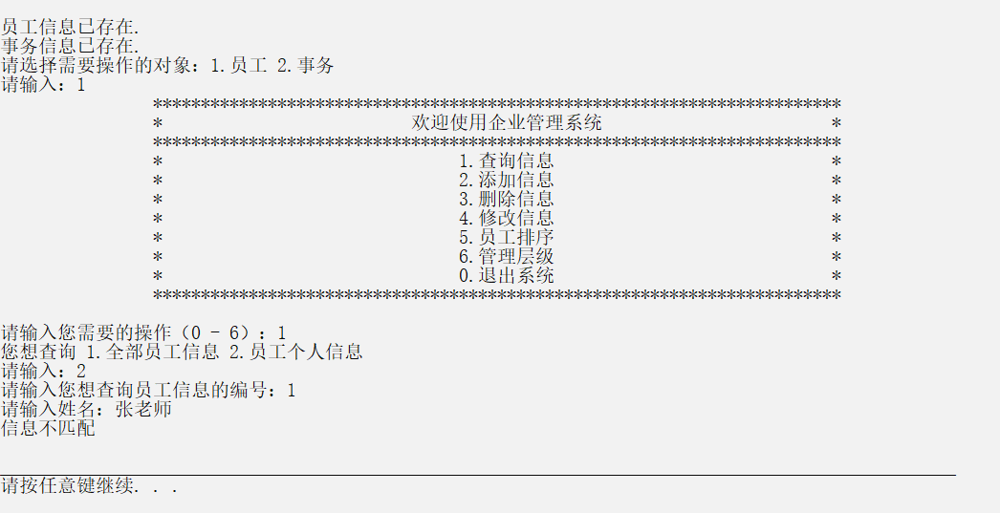 员工信息已存在.
事务信息已存在.
请选择需要操作的对象: 1.员工 2.事务
请输入: 1
************************************************************************
* 欢迎使用企业管理系统 *
************************************************************************
* 1.查询信息 *
* 2.添加信息 *
* 3.删除信息 *
* 4.修改信息 *
* 5.员工排序 *
* 6.管理层级 *
* 0.退出系统 *
************************************************************************
请输入您需要的操作（0 - 6）: 1
您想查询 1.全部员工信息 2.员工个人信息
请输入: 2
请输入您想查询员工信息的编号: 1
请输入姓名: 张老师
信息不匹配
请按任意键继续. . .